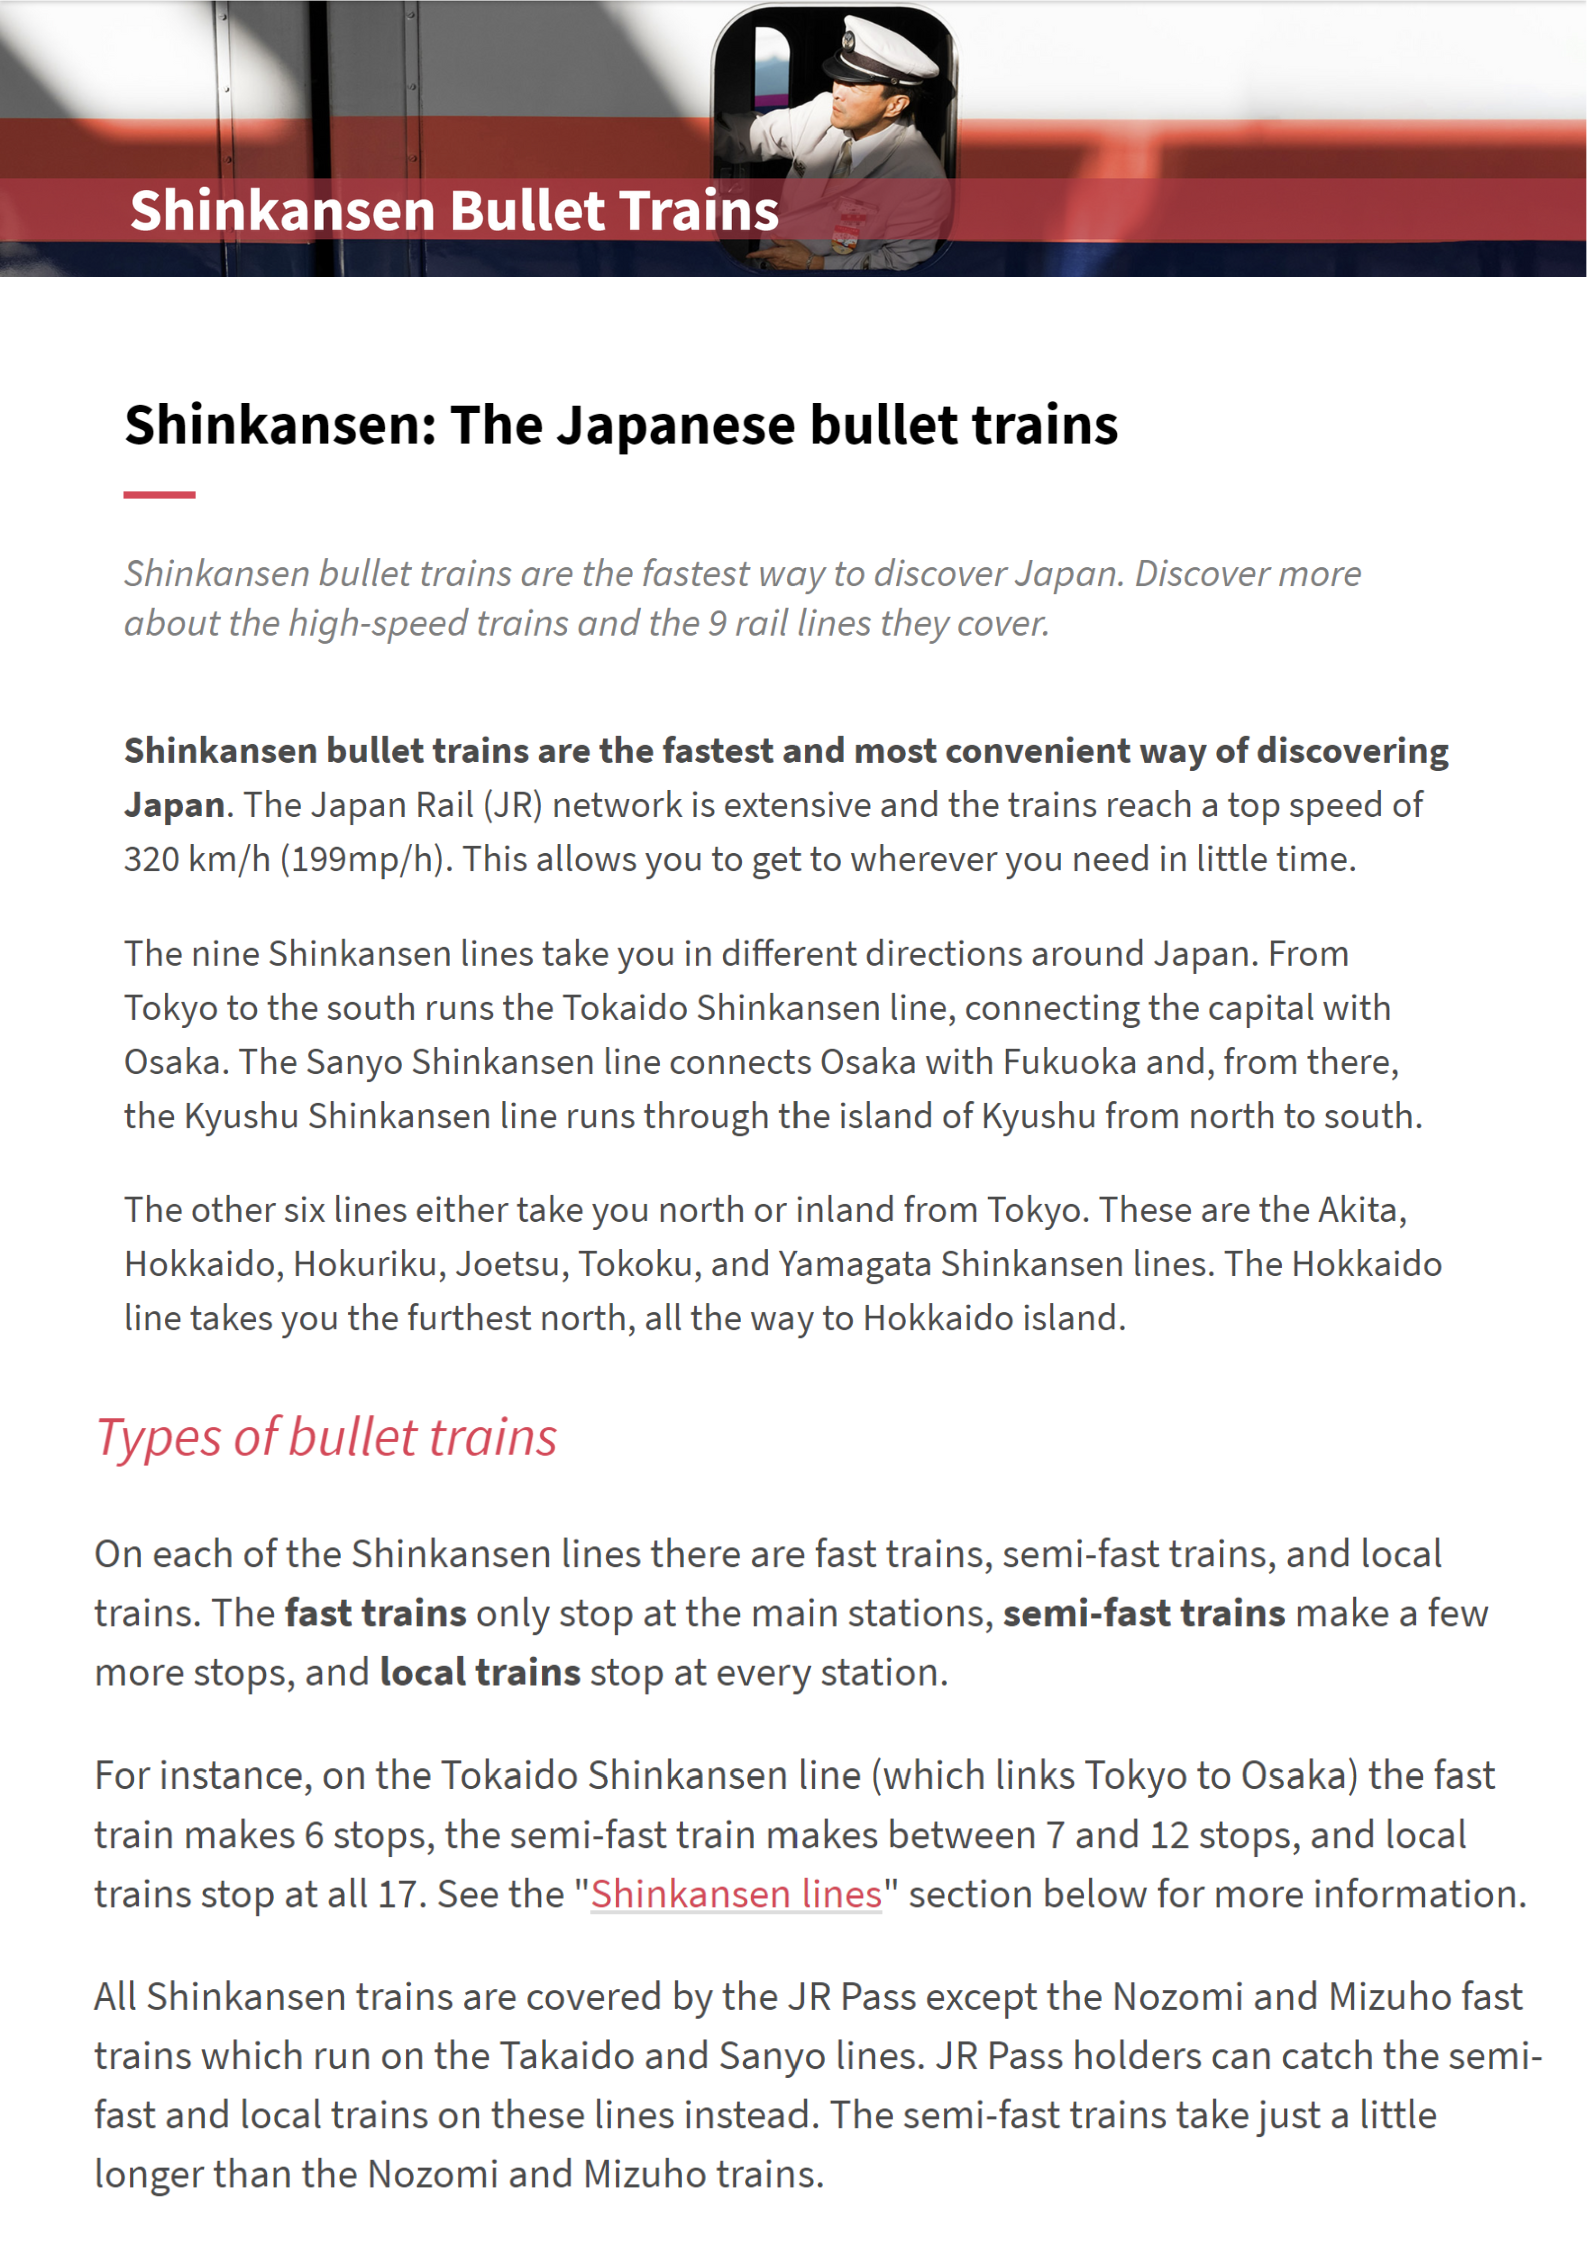 Shinkansen Bullet Trains
Shinkansen: The Japanese bullet trains
Shinkansen bullet trains are the fastest way to discover Japan. Discover more
about the high-speed trains and the 9 rail lines they cover.
Shinkansen bullet trains are the fastest and most convenient way of discovering
Japan. The Japan Rail (JR) network is extensive and the trains reach a top speed of
320 km/h (199mp/h). This allows you to get to wherever you need in little time.
The nine Shinkansen lines take you in different directions around Japan. From
Tokyo to the south runs the Tokaido Shinkansen line, connecting the capital with
Osaka. The Sanyo Shinkansen line connects Osaka with Fukuoka and, from there,
the Kyushu Shinkansen line runs through the island of Kyushu from north to south.
The other six lines either take you north or inland from Tokyo. These are the Akita,
Hokkaido, Hokuriku, Joetsu, Tokoku, and Yamagata Shinkansen lines. The Hokkaido
line takes you the furthest north, all the way to Hokkaido island.
Types of bullet trains
On each of the Shinkansen lines there are fast trains, semi-fast trains, and local
trains. The fast trains only stop at the main stations, semi-fast trains make a few
more stops, and local trains stop at every station.
For instance, on the Tokaido Shinkansen line (which links Tokyo to Osaka) the fast
train makes 6 stops, the semi-fast train makes between 7 and 12 stops, and local
trains stop at all 17. See the "Shinkansen lines" section below for more information.
All Shinkansen trains are covered by the JR Pass except the Nozomi and Mizuho fast
trains which run on the Takaido and Sanyo lines. JR Pass holders can catch the semi-
fast and local trains on these lines instead. The semi-fast trains take just a little
longer than the Nozomi and Mizuho trains.